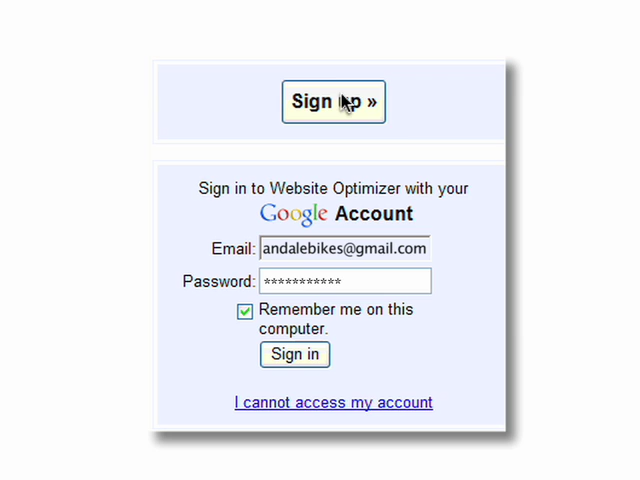 Sign up »
Sign in to Website Optimizer with your
Google Account
Email: andalebikes@gmail.com
Password: ***********
Remember me on this
computer.
Sign in
I cannot access my account